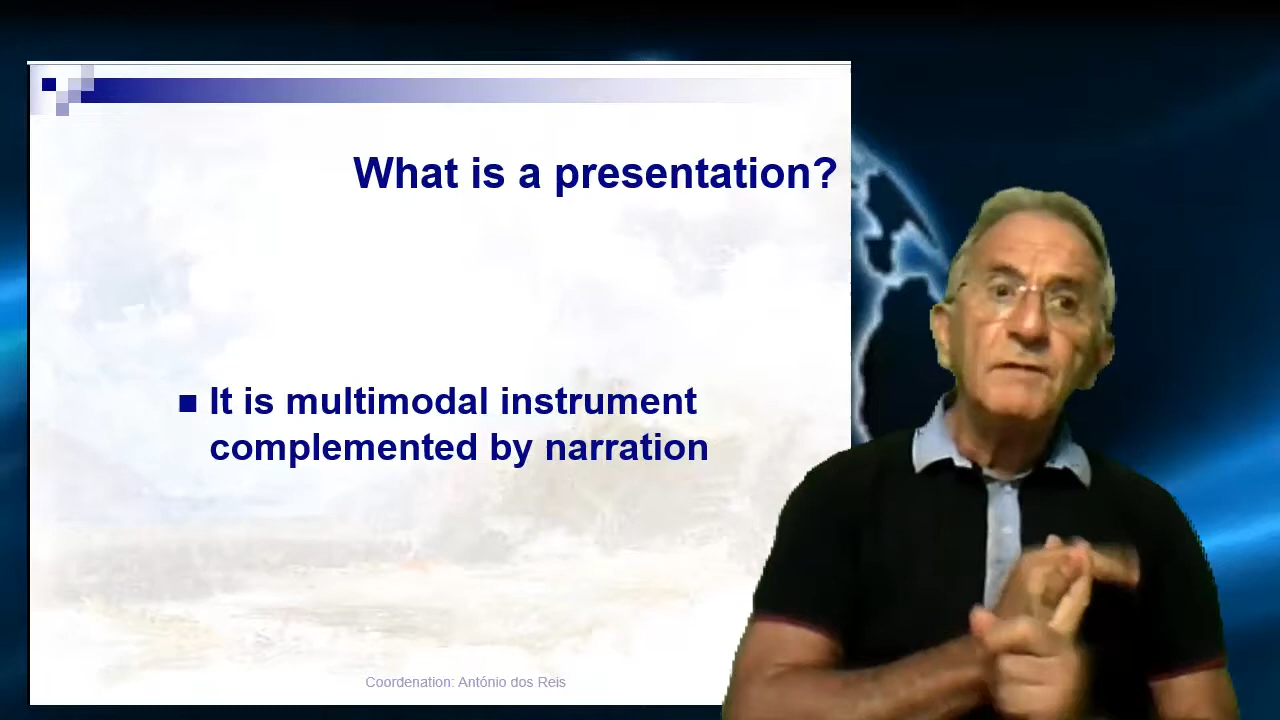 What is a presentation?
It is multimodal instrument
complemented by narration
Coordenation: António dos Reis